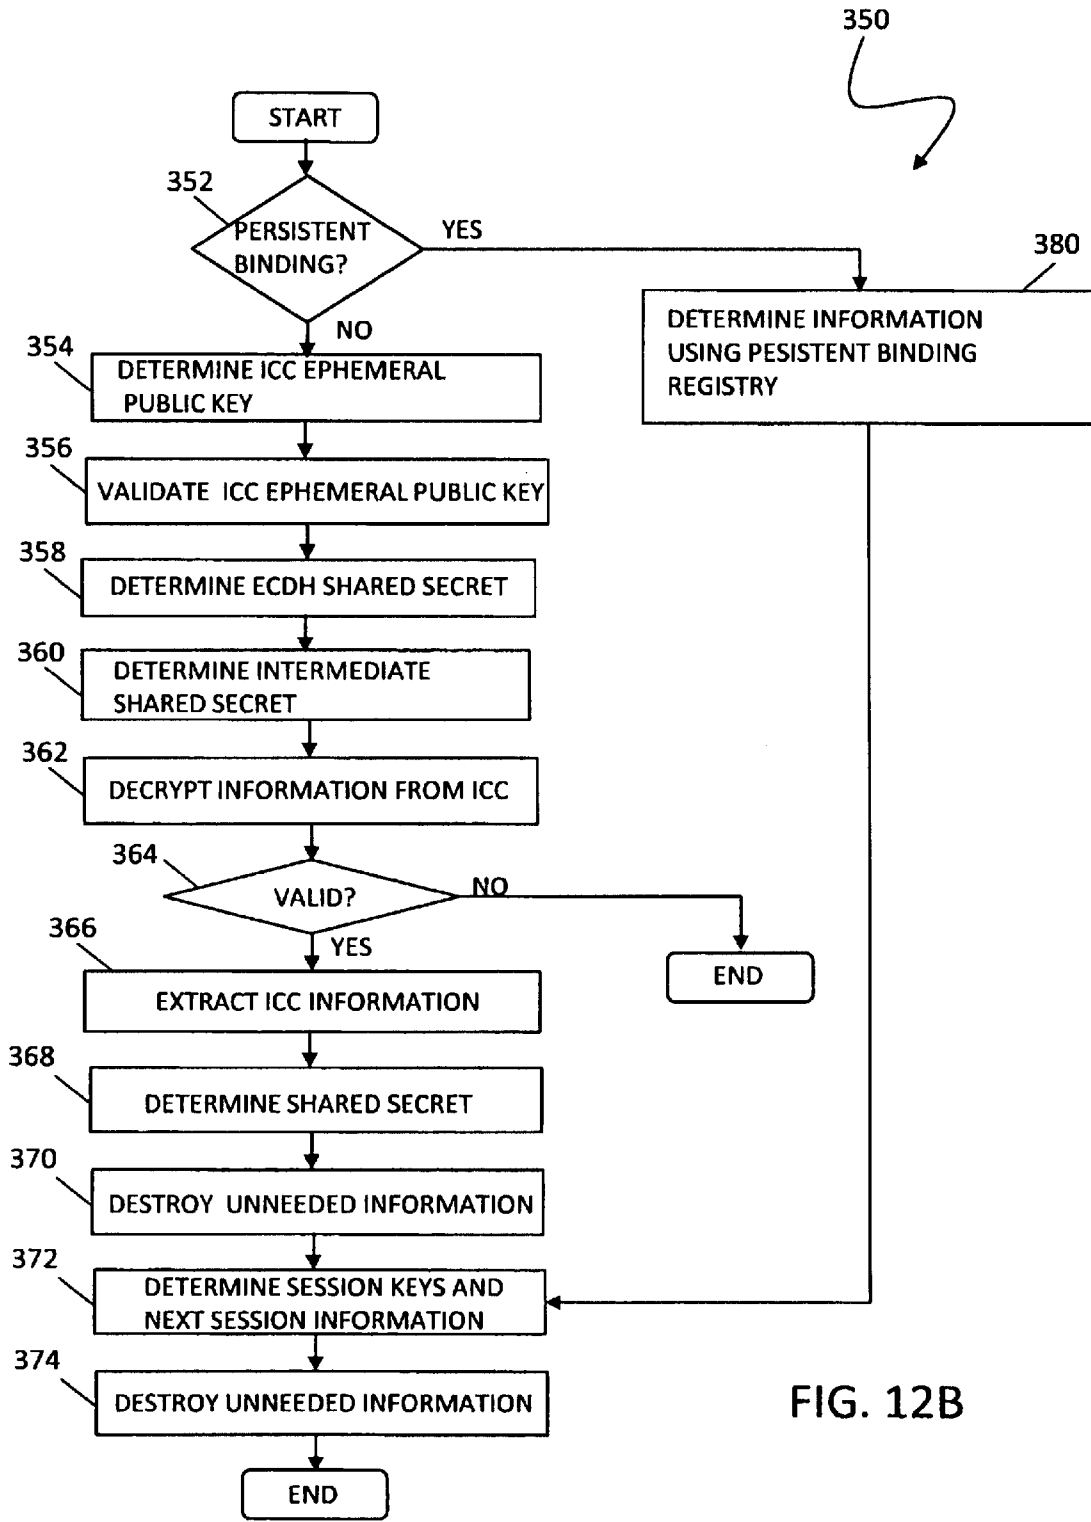 350
START
352
PERSISTENT
BINDING?
YES
NO
380
DETERMINE INFORMATION
USING PESISTENT BINDING
REGISTRY
354
DETERMINE ICC EPHEMERAL
PUBLIC KEY
356
VALIDATE ICC EPHEMERAL PUBLIC KEY
358
DETERMINE ECDH SHARED SECRET
360
DETERMINE INTERMEDIATE
SHARED SECRET
362
DECRYPT INFORMATION FROM ICC
364
VALID?
NO
YES
END
366
EXTRACT ICC INFORMATION
368
DETERMINE SHARED SECRET
370
DESTROY UNNEEDED INFORMATION
372
DETERMINE SESSION KEYS AND
NEXT SESSION INFORMATION
374
DESTROY UNNEEDED INFORMATION
END
FIG. 12B